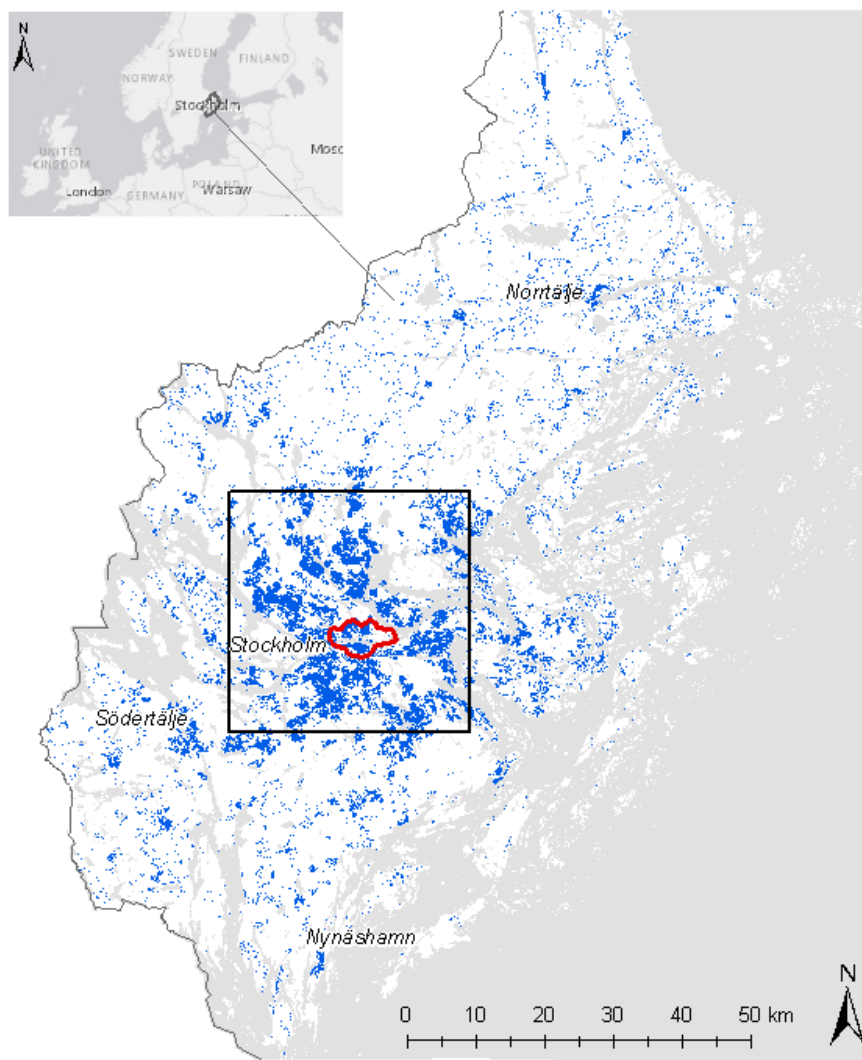 N
SWEDEN
FINLAND
NORWAY
Stockholm
UNITED
KINGDOM
Mosc
London
POLAND
Warsaw
GERMANY
Norrtälje
Stockholm
Södertälje
Nynäshamn
N
0 10 20 30 40 50 km